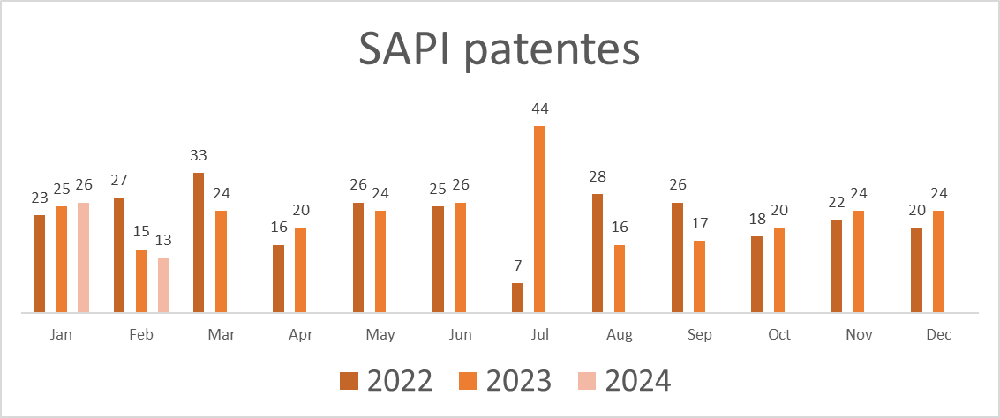 SAPI patentes
23 25 26 27 15 13 33 24 16 20 26 24 25 26 7 44 28 16 26 17 18 20 22 24 20 24
Jan Feb Mar Apr May Jun Jul Aug Sep Oct Nov Dec
2022 2023 2024